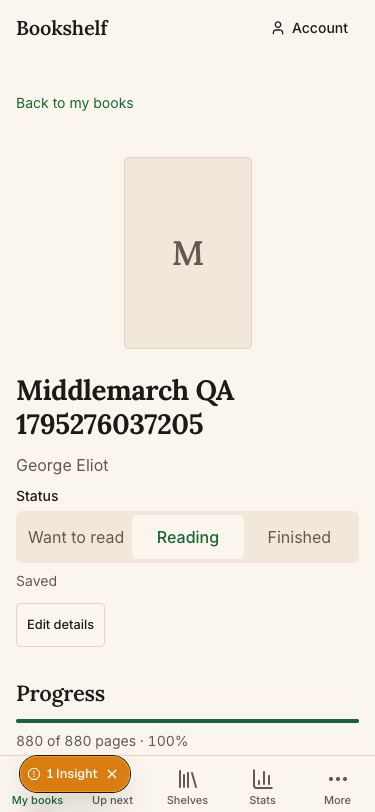 Bookshelf
Account
Back to my books
M
Middlemarch QA
1795276037205
George Eliot
Status
Want to read
Reading
Finished
Saved
Edit details
Progress
880 of 880 pages · 100%
1 Insight
My books
Up next
Shelves
Stats
More